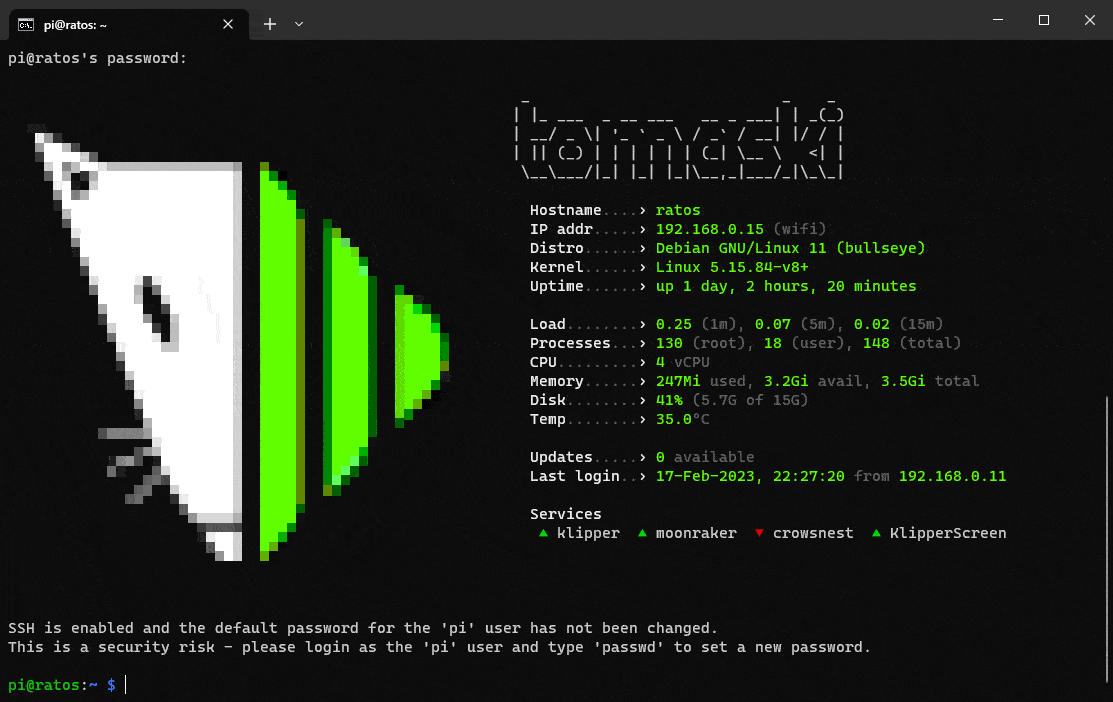 pi@ratos: ~
pi@ratos's password:
tomaski
Hostname....› ratos
IP addr.....› 192.168.0.15 (wifi)
Distro......› Debian GNU/Linux 11 (bullseye)
Kernel......› Linux 5.15.84-v8+
Uptime......› up 1 day, 2 hours, 20 minutes
Load........› 0.25 (1m), 0.07 (5m), 0.02 (15m)
Processes...› 130 (root), 18 (user), 148 (total)
CPU.........› 4 vCPU
Memory......› 247Mi used, 3.2Gi avail, 3.5Gi total
Disk........› 41% (5.7G of 15G)
Temp........› 35.0°C
Updates.....› 0 available
Last login..› 17-Feb-2023, 22:27:20 from 192.168.0.11
Services
▲ klipper ▲ moonraker ▼ crowsnest ▲ KlipperScreen
SSH is enabled and the default password for the 'pi' user has not been changed.
This is a security risk - please login as the 'pi' user and type 'passwd' to set a new password.
pi@ratos:~ $